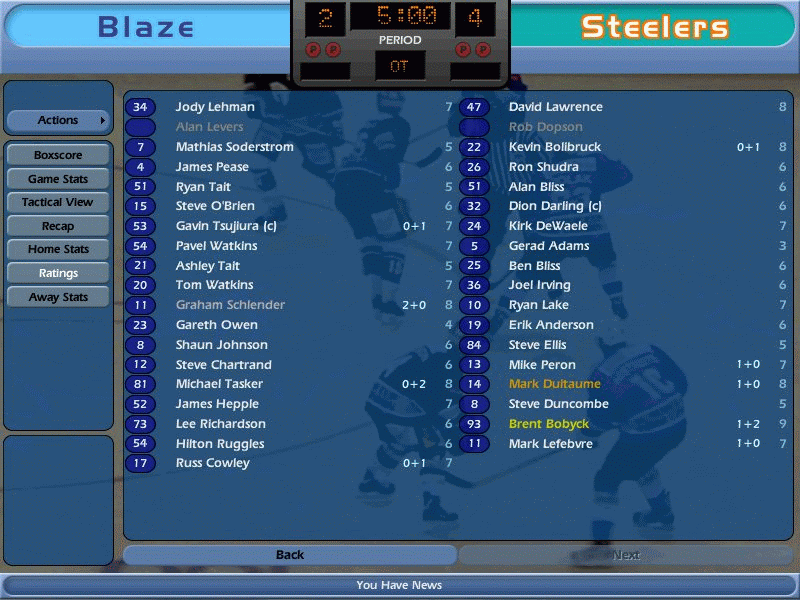 Blaze
2
5:00
4
Steelers
PERIOD
P P
P P
OT
Actions
Boxscore
Game Stats
Tactical View
Recap
Home Stats
Ratings
Away Stats
34 Jody Lehman 7
Alan Levers
7 Mathias Soderstrom 5
4 James Pease 6
51 Ryan Tait 5
15 Steve O'Brien 6
53 Gavin Tsujiura (c) 0+1 7
54 Pavel Watkins 7
21 Ashley Tait 5
20 Tom Watkins 7
11 Graham Schlender 2+0 8
23 Gareth Owen 4
8 Shaun Johnson 6
12 Steve Chartrand 6
81 Michael Tasker 0+2 8
52 James Hepple 7
73 Lee Richardson 6
54 Hilton Ruggles 6
17 Russ Cowley 0+1 7
47 David Lawrence 8
Rob Dopson
22 Kevin Bolibruck 0+1 8
26 Ron Shudra 6
51 Alan Bliss 6
32 Dion Darling (c) 6
24 Kirk DeWaele 7
5 Gerad Adams 3
25 Ben Bliss 6
36 Joel Irving 6
10 Ryan Lake 7
19 Erik Anderson 6
84 Steve Ellis 5
13 Mike Peron 1+0 7
14 Mark Dutiaume 1+0 8
8 Steve Duncombe 5
93 Brent Bobyck 1+2 9
11 Mark Lefebvre 1+0 7
Back
Next
You Have News